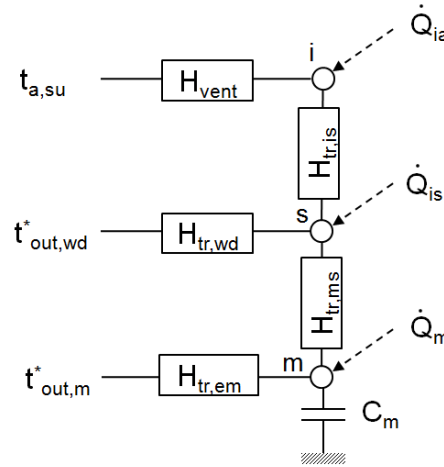 i Q̇ia
ta,su Hvent
Htr,is
Q̇is
s
t*out,wd Htr,wd
Htr,ms
Q̇m
m
t*out,m Htr,em
Cm